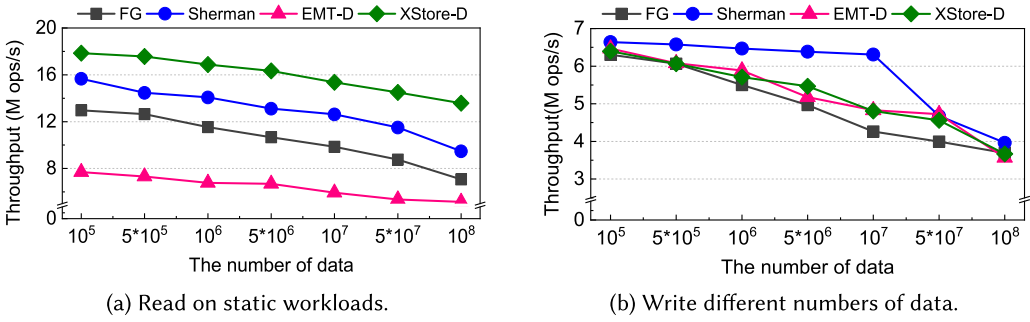 FG Sherman EMT-D XStore-D
Throughput (M ops/s)
20
16
12
8
0
10^5 5*10^5 10^6 5*10^6 10^7 5*10^7 10^8
The number of data
(a) Read on static workloads.
FG Sherman EMT-D XStore-D
Throughput(M ops/s)
7
6
5
4
3
0
10^5 5*10^5 10^6 5*10^6 10^7 5*10^7 10^8
The number of data
(b) Write different numbers of data.